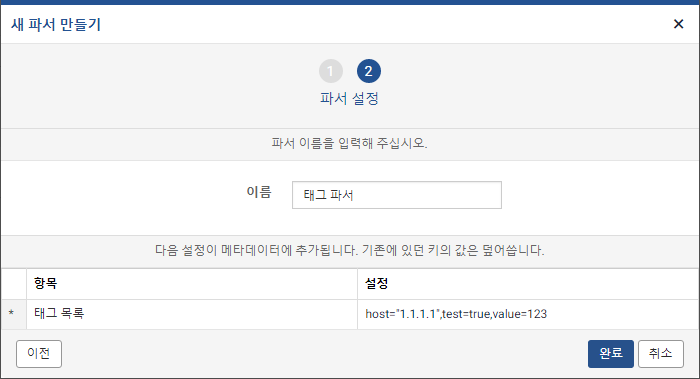 새 파서 만들기 ×
1 2
파서 설정
파서 이름을 입력해 주십시오.
이름 태그 파서
다음 설정이 메타데이터에 추가됩니다. 기존에 있던 키의 값은 덮어씁니다.
항목 설정
* 태그 목록 host="1.1.1.1",test=true,value=123
이전 완료 취소